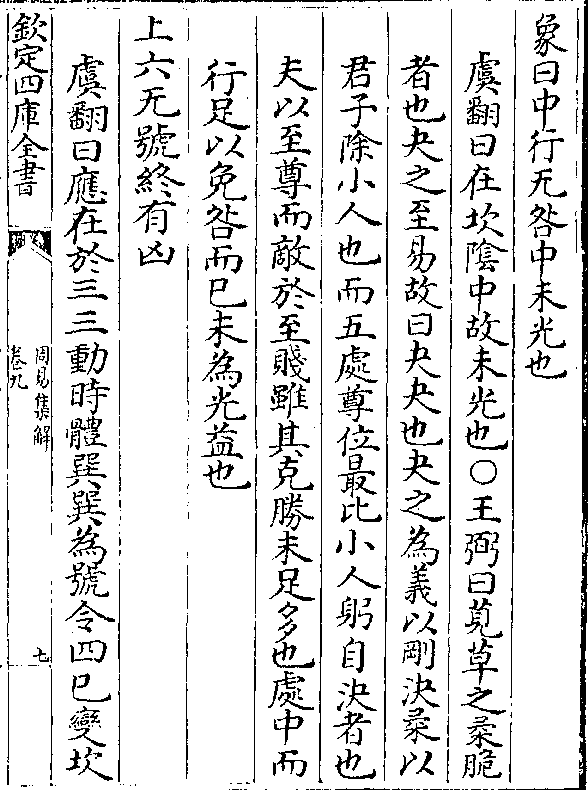 象曰中行无咎中未光也
虞翻曰在坎陰中故未光也○王弼曰莧草之柔脆
者也夬之至易故曰夬夬也夬之為義以剛決柔以
君子除小人也而五處尊位最比小人躬自決者也
夫以至尊而敵於至賤雖其克勝未足多也處中而
行足以免咎而已未為光益也
上六无號終有凶
虞翻曰應在於三三動時體巽巽為號令四已變坎
欽定四庫全書
周易集解
卷九
七